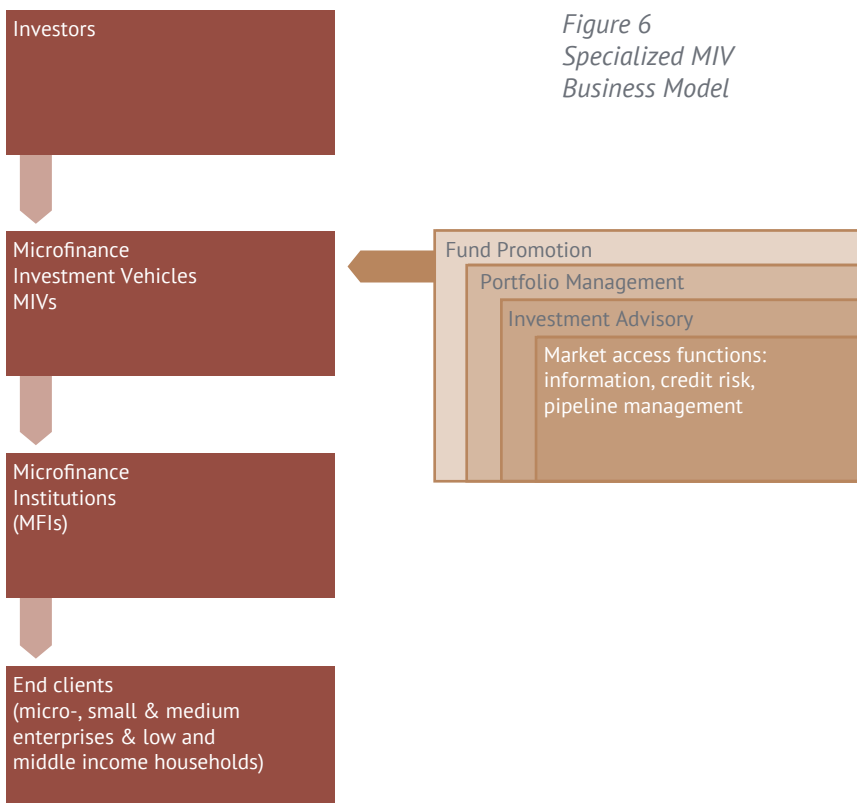 Investors
Figure 6
Specialized MIV
Business Model
Microfinance
Investment Vehicles
MIVs
Fund Promotion
Portfolio Management
Investment Advisory
Market access functions:
information, credit risk,
pipeline management
Microfinance
Institutions
(MFIs)
End clients
(micro-, small & medium
enterprises & low and
middle income households)